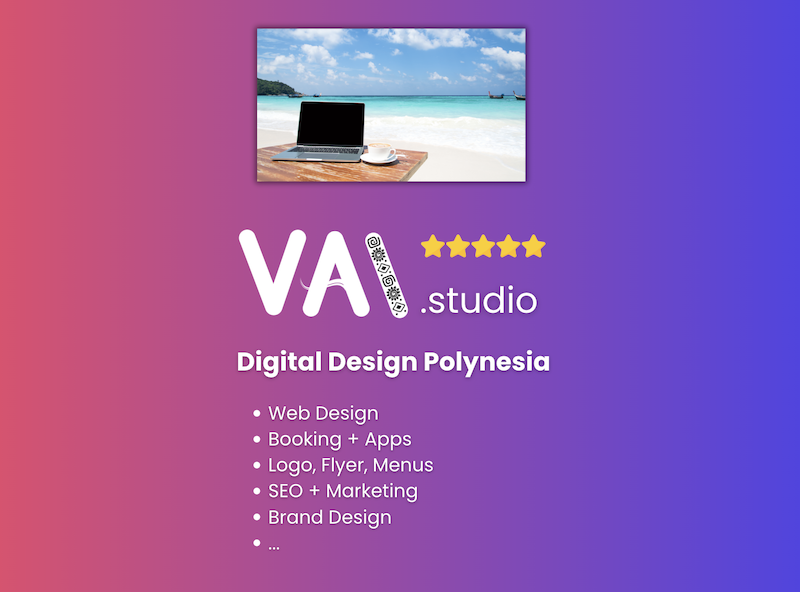 VAI
.studio
Digital Design Polynesia
• Web Design
• Booking + Apps
• Logo, Flyer, Menus
• SEO + Marketing
• Brand Design
• ...